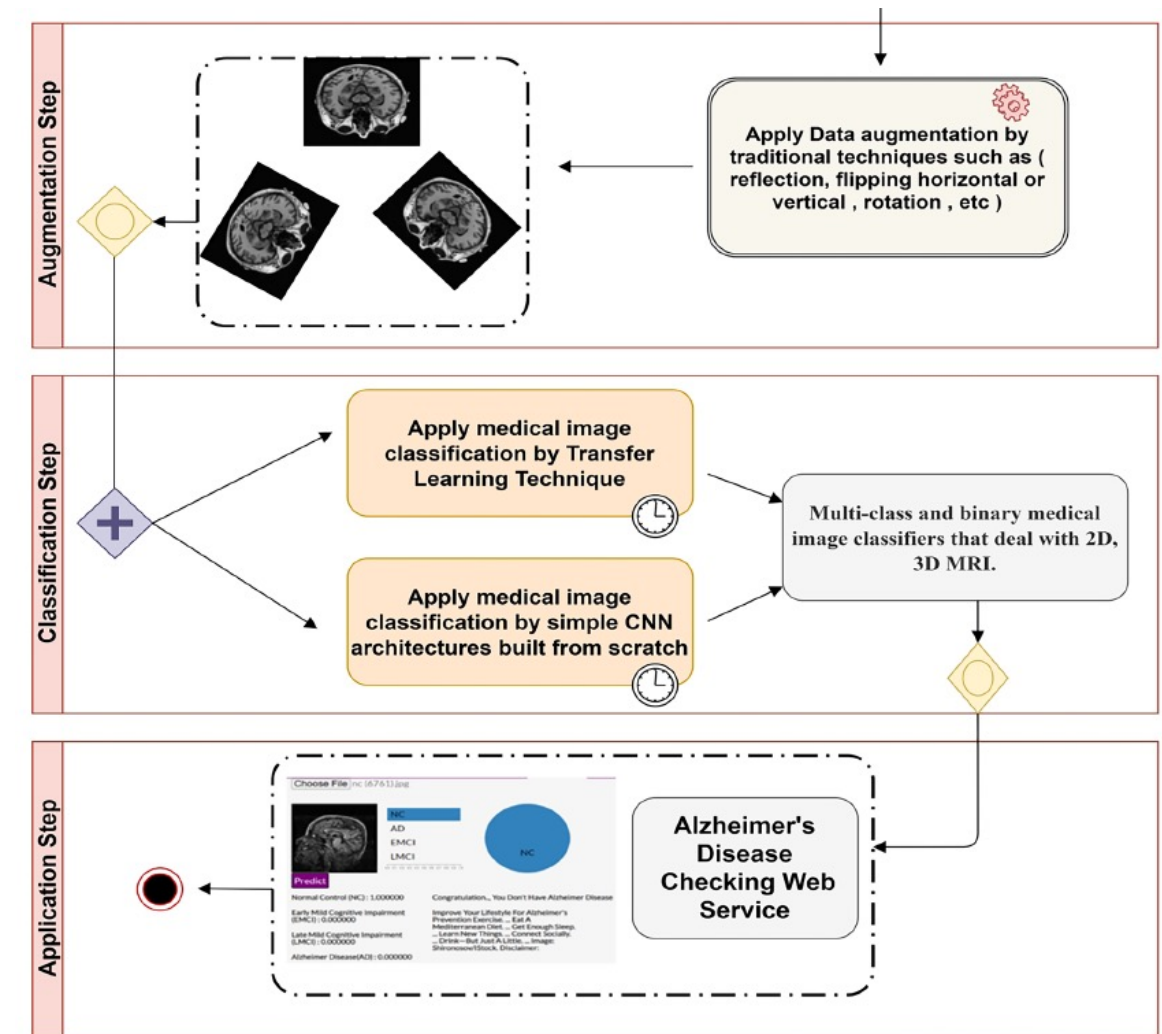 Augmentation Step
Apply Data augmentation by
traditional techniques such as (
reflection, flipping horizontal or
vertical , rotation , etc )
Classification Step
Apply medical image
classification by Transfer
Learning Technique
Apply medical image
classification by simple CNN
architectures built from scratch
Multi-class and binary medical
image classifiers that deal with 2D,
3D MRI.
Application Step
Choose File nc (6761).jpg
NC
AD
EMCI
LMCI
NC
Predict
Normal Control (NC) : 1.000000
Early Mild Cognitive Impairment
(EMCI) : 0.000000
Late Mild Cognitive Impairment
(LMCI) : 0.000000
Alzheimer Disease(AD) : 0.000000
Congratulation.., You Don't Have Alzheimer Disease
Improve Your Lifestyle For Alzheimer's
Prevention Exercise. ... Eat A
Mediterranean Diet. ... Get Enough Sleep.
... Learn New Things. ... Connect Socially.
... Drink—But Just A Little. ... Image:
Shironosov/iStock. Disclaimer:
Alzheimer's
Disease
Checking Web
Service